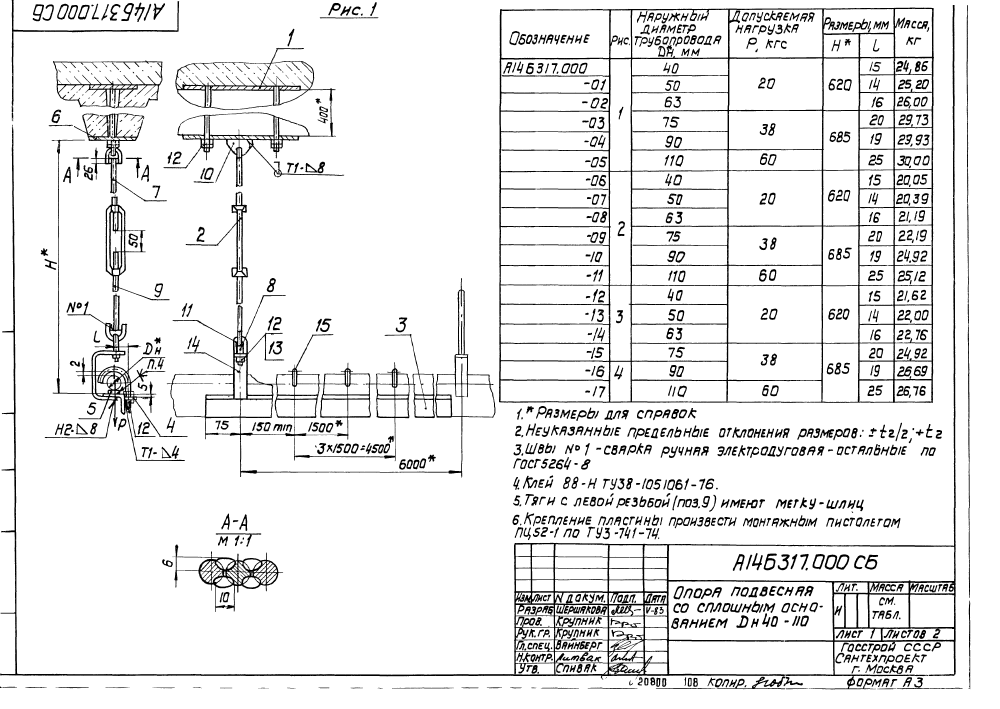 А14Б317.000 СБ
Рис. 1
1
400*
6
12
10
Т1-⊿8
А
А
26
7
2
50
Н*
9
8
№1
11
12
13
14
15
3
L
Dн*
п.4
2
5
5
Н2-⊿8
Р
12
4
Т1-⊿4
75
150 min
1500*
3×1500=4500*
6000*
А-А
М 1:1
6
10
Обозначение | Рис. | Наружный диаметр трубопровода Dн, мм | Допускаемая нагрузка Р, кгс | Размеры, мм Н* L | Масса, кг
А14Б317.000 | 1 | 40 | 20 | 620 | 15 | 24,86
-01 | 50 | 14 | 25,20
-02 | 63 | 16 | 26,00
-03 | 75 | 38 | 685 | 20 | 29,73
-04 | 90 | 19 | 29,93
-05 | 110 | 60 | 25 | 30,00
-06 | 2 | 40 | 20 | 620 | 15 | 20,05
-07 | 50 | 14 | 20,39
-08 | 63 | 16 | 21,19
-09 | 75 | 38 | 685 | 20 | 22,19
-10 | 90 | 19 | 24,92
-11 | 110 | 60 | 25 | 25,12
-12 | 3 | 40 | 20 | 620 | 15 | 21,62
-13 | 50 | 14 | 22,00
-14 | 63 | 16 | 22,76
-15 | 75 | 38 | 685 | 20 | 24,92
-16 | 4 | 90 | 19 | 26,69
-17 | 110 | 60 | 25 | 26,76
1.* Размеры для справок
2. Неуказанные предельные отклонения размеров: ± t2/2; + t2
3. Швы №1 - сварка ручная электродуговая - остальные по
ГОСТ 5264-8
4. Клей 88-Н ТУ38-1051061-76.
5. Тяги с левой резьбой (поз.9) имеют метку-шлиц
6. Крепление пластины произвести монтажным пистолетом
ПЦ52-1 по ТУ3-741-74.
А14Б317.000 СБ
Опора подвесная
со сплошным осно-
ванием Dн 40-110
Лит. Масса Масштаб
И см. табл.
Лист 1 Листов 2
Госстрой СССР
Сантехпроект
г. Москва
Изм. Лист N докум. Подп. Дата
Разраб Шершакова V-83
Пров. Крупник
Рук.гр. Крупник
Гл.спец. Вайнберг
Н.контр. Литвак
Утв. Спивак
20800 108 Копир. Формат А3